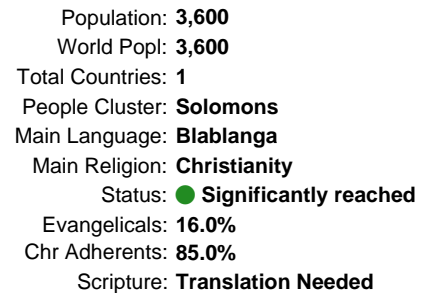 Population: 3,600
World Popl: 3,600
Total Countries: 1
People Cluster: Solomons
Main Language: Blablanga
Main Religion: Christianity
Status: Significantly reached
Evangelicals: 16.0%
Chr Adherents: 85.0%
Scripture: Translation Needed